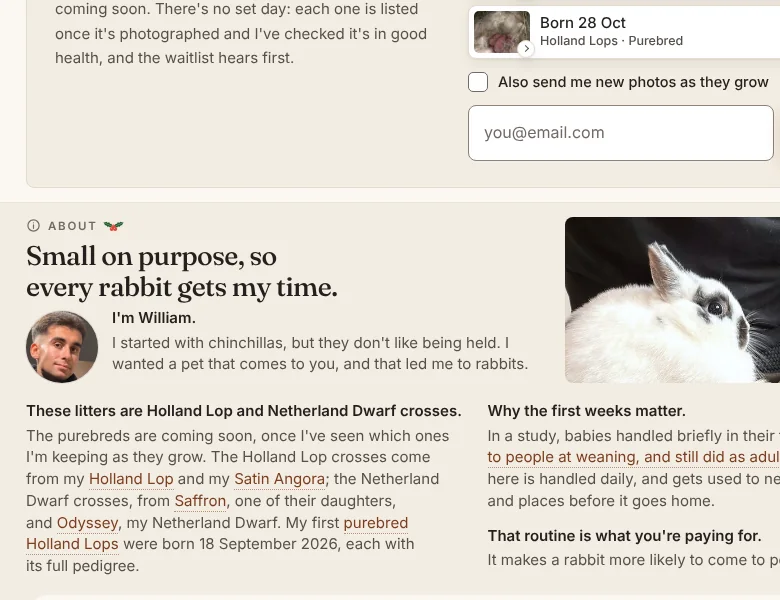 coming soon. There's no set day: each one is listed
once it's photographed and I've checked it's in good
health, and the waitlist hears first.
Born 28 Oct
Holland Lops · Purebred
Also send me new photos as they grow
you@email.com
ABOUT
Small on purpose, so
every rabbit gets my time.
I'm William.
I started with chinchillas, but they don't like being held. I
wanted a pet that comes to you, and that led me to rabbits.
These litters are Holland Lop and Netherland Dwarf crosses.
The purebreds are coming soon, once I've seen which ones
I'm keeping as they grow. The Holland Lop crosses come
from my Holland Lop and my Satin Angora; the Netherland
Dwarf crosses, from Saffron, one of their daughters,
and Odyssey, my Netherland Dwarf. My first purebred
Holland Lops were born 18 September 2026, each with
its full pedigree.
Why the first weeks matter.
In a study, babies handled briefly in their
to people at weaning, and still did as adul
here is handled daily, and gets used to ne
and places before it goes home.
That routine is what you're paying for.
It makes a rabbit more likely to come to p